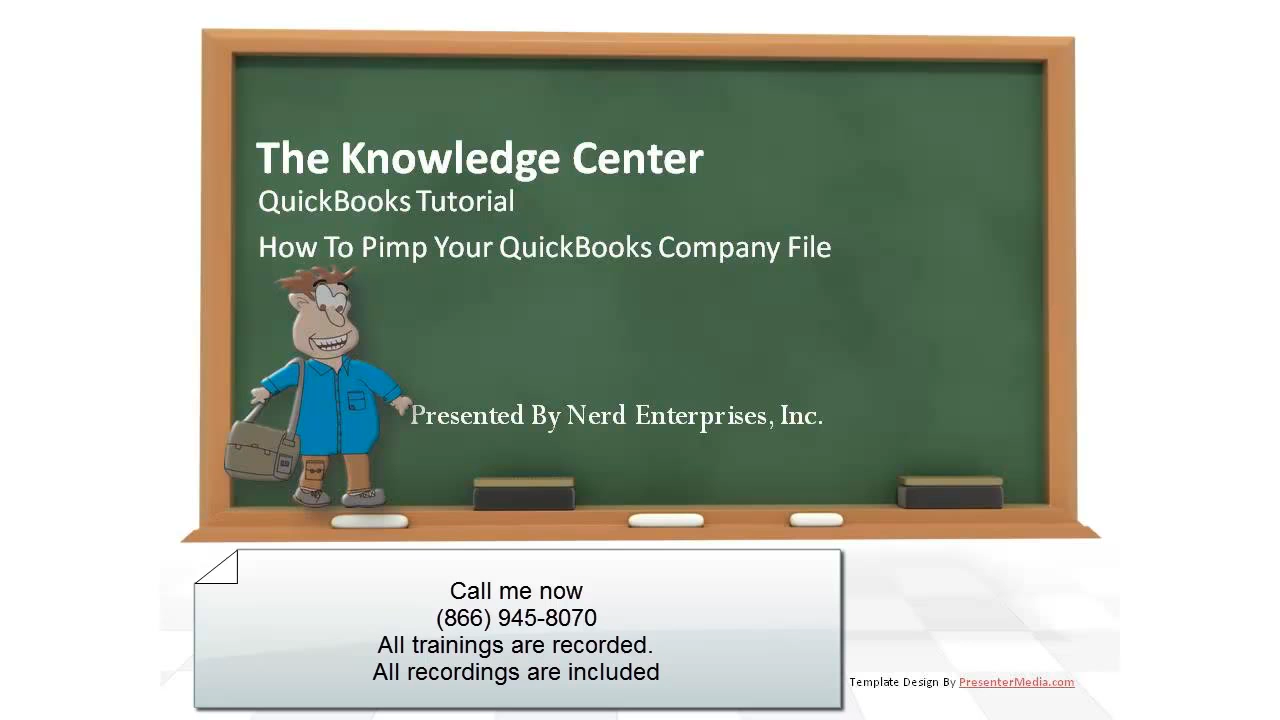 The Knowledge Center
QuickBooks Tutorial
How To Pimp Your QuickBooks Company File
Presented By Nerd Enterprises, Inc.
Call me now
(866) 945-8070
All trainings are recorded.
All recordings are included
Template Design By PresenterMedia.com